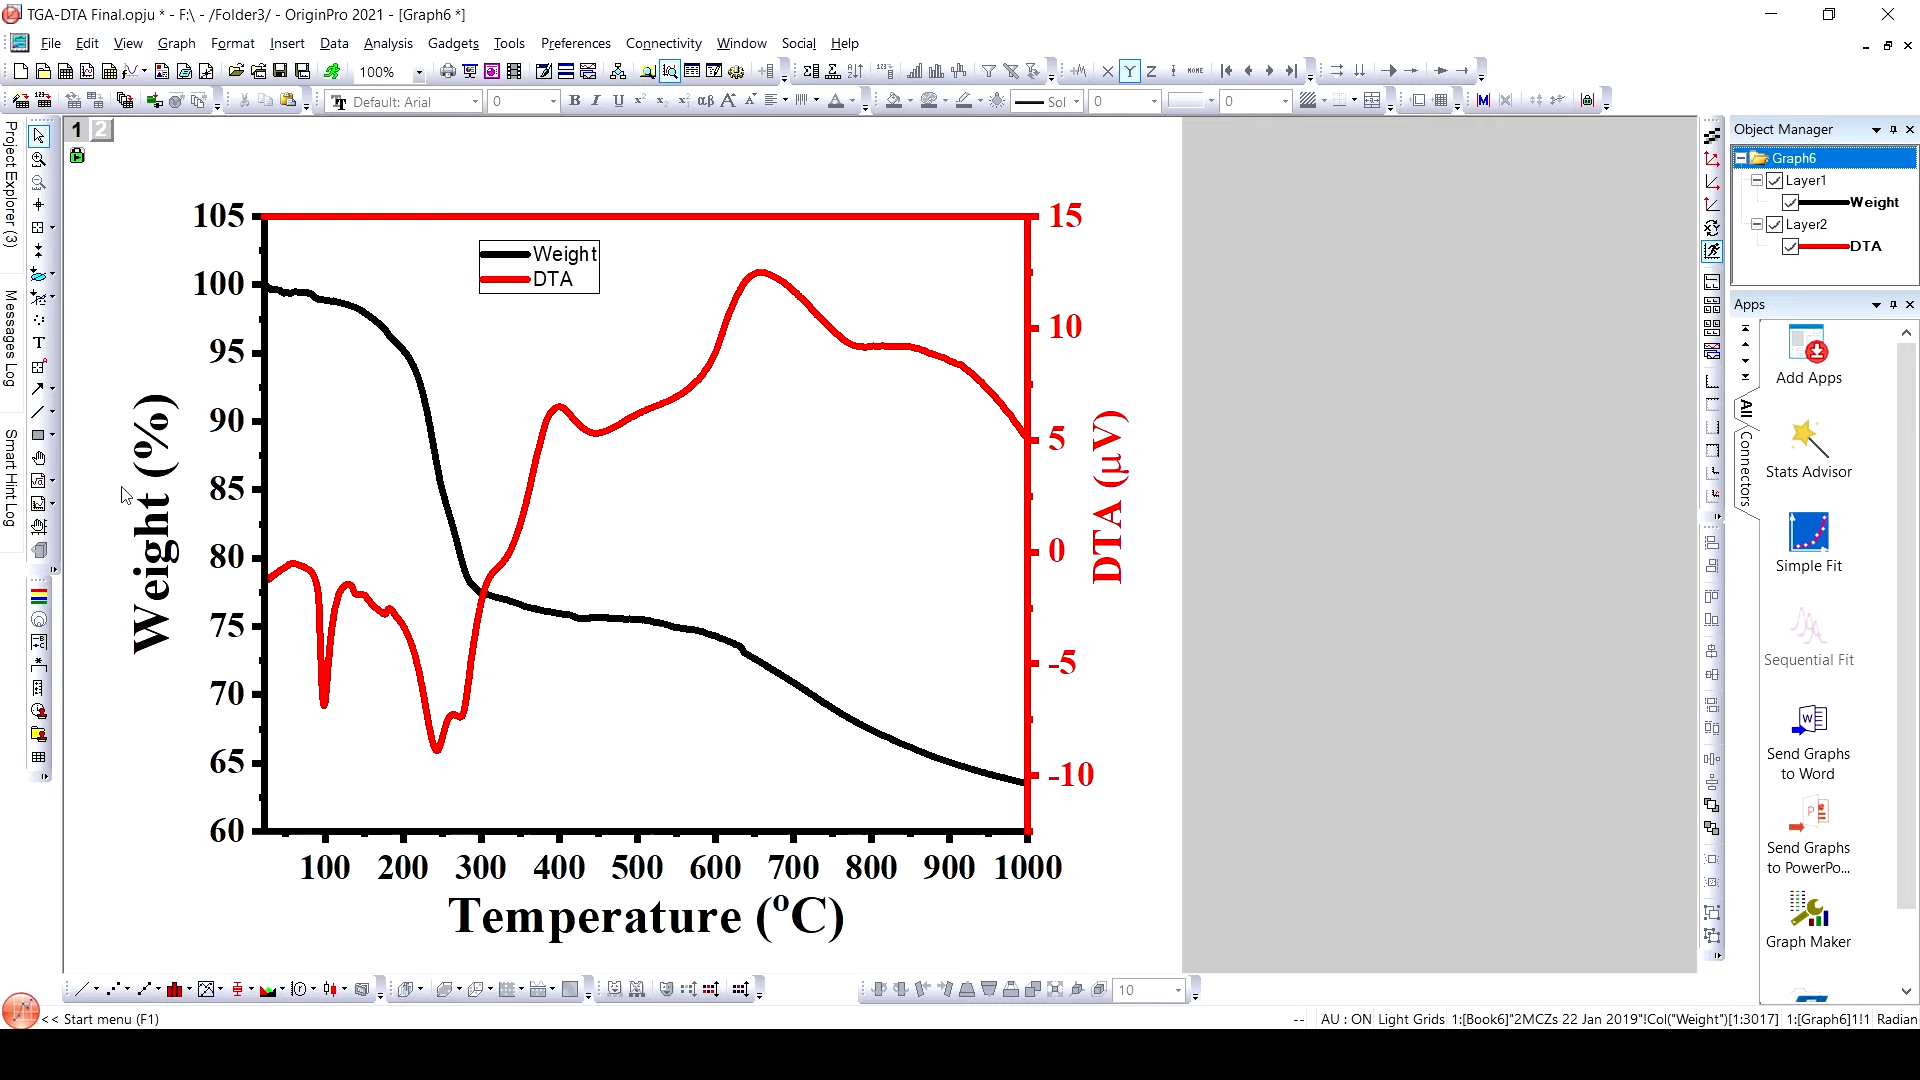 TGA-DTA Final.opju * - F:\ - /Folder3/ - OriginPro 2021 - [Graph6 *]
File Edit View Graph Format Insert Data Analysis Gadgets Tools Preferences Connectivity Window Social Help
100%
Default: Arial 0 B I U αβ A A A Sol 0 0
Project Explorer (3)
Messages Log
Smart Hint Log
1 2
105
100
95
90
85
80
75
70
65
60
Weight (%)
Weight
DTA
15
10
5
0
-5
-10
DTA (µV)
100 200 300 400 500 600 700 800 900 1000
Temperature (ºC)
Object Manager
Graph6
Layer1
Weight
Layer2
DTA
Apps
All
Connectors
Add Apps
Stats Advisor
Simple Fit
Sequential Fit
Send Graphs
to Word
Send Graphs
to PowerPo...
Graph Maker
10
<< Start menu (F1)
-- AU : ON Light Grids 1:[Book6]"2MCZs 22 Jan 2019"!Col("Weight")[1:3017] 1:[Graph6]1!1 Radian